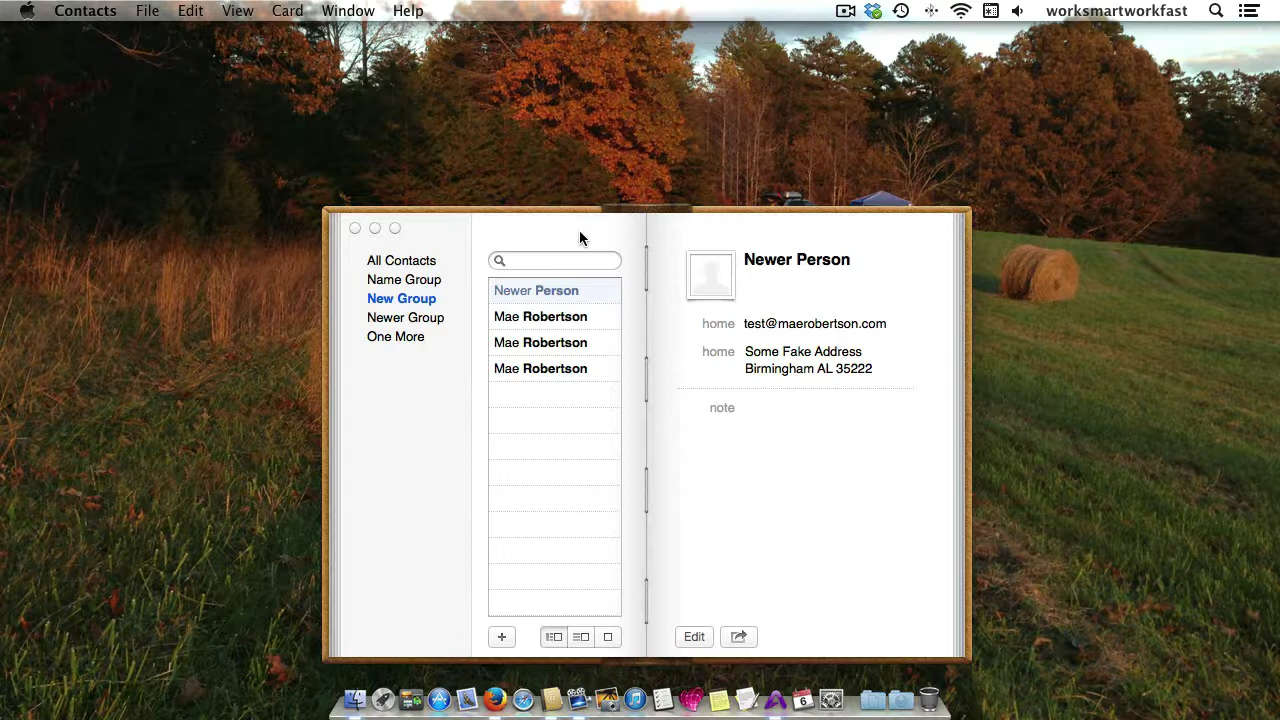 Contacts File Edit View Card Window Help worksmartworkfast
All Contacts
Name Group
New Group
Newer Group
One More
Newer Person
Mae Robertson
Mae Robertson
Mae Robertson
+
Newer Person
home test@maerobertson.com
home Some Fake Address
Birmingham AL 35222
note
Edit
6